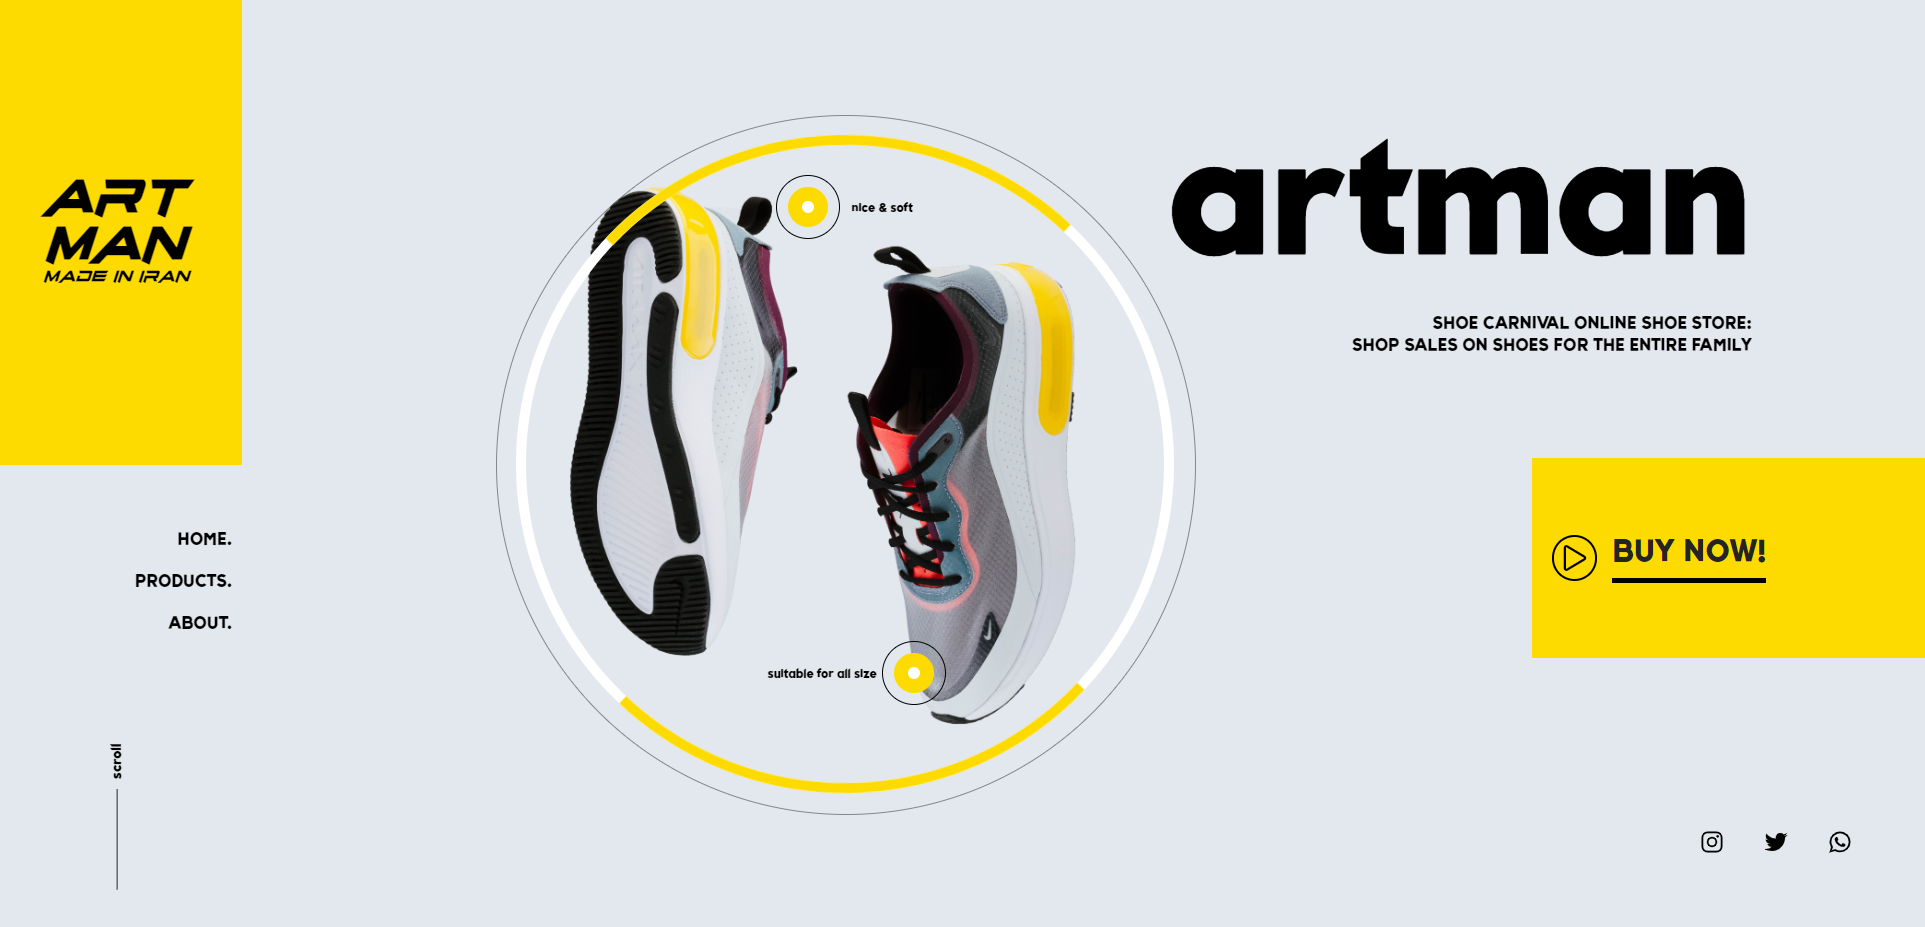 ART
MAN
MADE IN IRAN
HOME.
PRODUCTS.
ABOUT.
scroll
nice & soft
suitable for all size
artman
SHOE CARNIVAL ONLINE SHOE STORE:
SHOP SALES ON SHOES FOR THE ENTIRE FAMILY
BUY NOW!